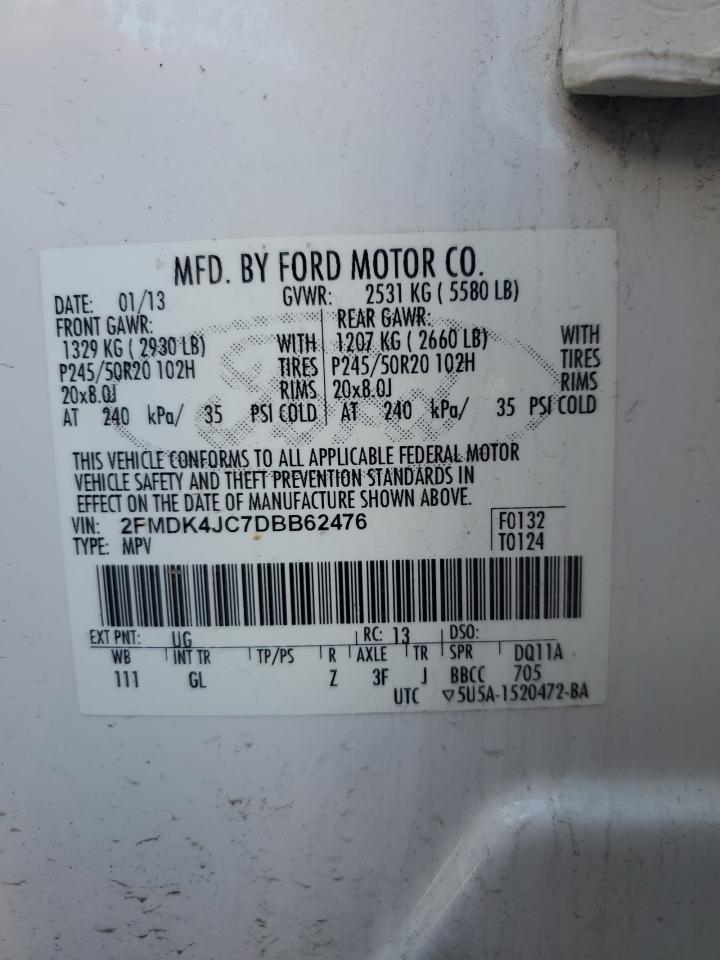 MFD. BY FORD MOTOR CO.
DATE: 01/13 GVWR: 2531 KG ( 5580 LB)
FRONT GAWR: REAR GAWR:
1329 KG ( 2930 LB) WITH 1207 KG ( 2660 LB) WITH
P245/50R20 102H TIRES P245/50R20 102H TIRES
20x8.0J RIMS 20x8.0J RIMS
AT 240 kPa/ 35 PSI COLD AT 240 kPa/ 35 PSI COLD
THIS VEHICLE CONFORMS TO ALL APPLICABLE FEDERAL MOTOR
VEHICLE SAFETY AND THEFT PREVENTION STANDARDS IN
EFFECT ON THE DATE OF MANUFACTURE SHOWN ABOVE.
VIN: 2FMDK4JC7DBB62476 F0132
TYPE: MPV T0124
EXT PNT: UG RC: 13 DSO:
WB INT TR TP/PS R AXLE TR SPR DQ11A
111 GL Z 3F J BBCC 705
UTC ▽5U5A-1520472-BA